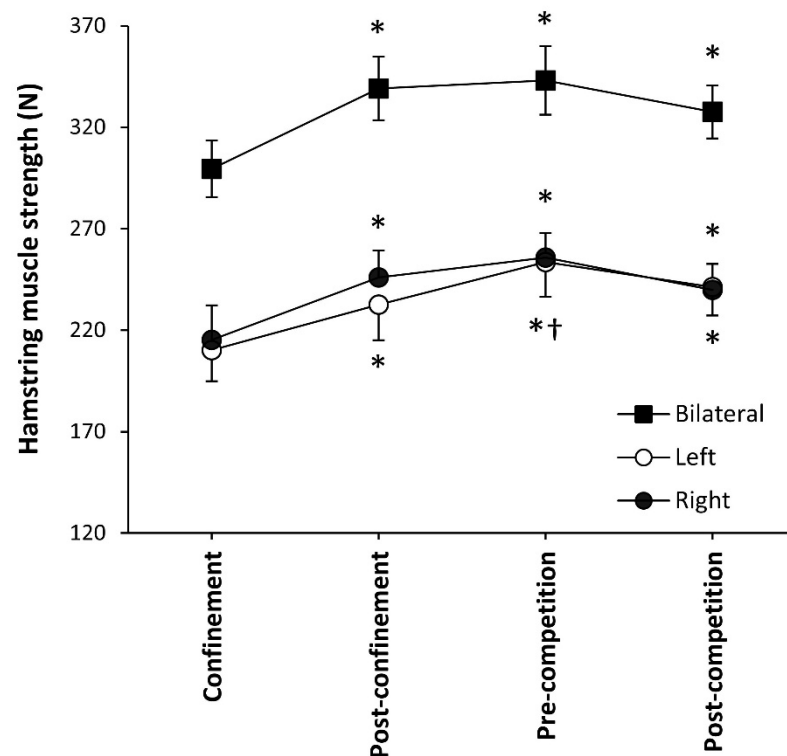 Hamstring muscle strength (N)
370
320
270
220
170
120
* * *
* * *
* *† *
Bilateral
Left
Right
Confinement
Post-confinement
Pre-competition
Post-competition